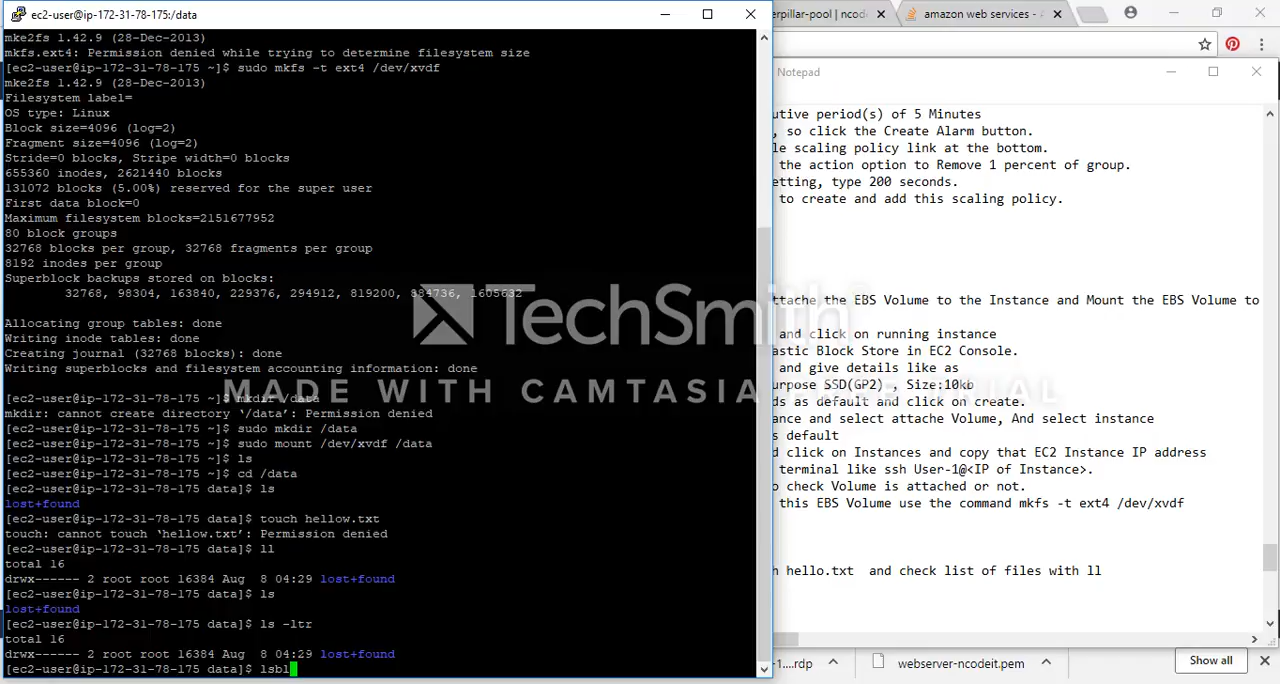 ec2-user@ip-172-31-78-175:/data
mke2fs 1.42.9 (28-Dec-2013)
mkfs.ext4: Permission denied while trying to determine filesystem size
[ec2-user@ip-172-31-78-175 ~]$ sudo mkfs -t ext4 /dev/xvdf
mke2fs 1.42.9 (28-Dec-2013)
Filesystem label=
OS type: Linux
Block size=4096 (log=2)
Fragment size=4096 (log=2)
Stride=0 blocks, Stripe width=0 blocks
655360 inodes, 2621440 blocks
131072 blocks (5.00%) reserved for the super user
First data block=0
Maximum filesystem blocks=2151677952
80 block groups
32768 blocks per group, 32768 fragments per group
8192 inodes per group
Superblock backups stored on blocks:
32768, 98304, 163840, 229376, 294912, 819200, 884736, 1605632
Allocating group tables: done
Writing inode tables: done
Creating journal (32768 blocks): done
Writing superblocks and filesystem accounting information: done
[ec2-user@ip-172-31-78-175 ~]$ mkdir /data
mkdir: cannot create directory ‘/data’: Permission denied
[ec2-user@ip-172-31-78-175 ~]$ sudo mkdir /data
[ec2-user@ip-172-31-78-175 ~]$ sudo mount /dev/xvdf /data
[ec2-user@ip-172-31-78-175 ~]$ ls
[ec2-user@ip-172-31-78-175 ~]$ cd /data
[ec2-user@ip-172-31-78-175 data]$ ls
lost+found
[ec2-user@ip-172-31-78-175 data]$ touch hellow.txt
touch: cannot touch ‘hellow.txt’: Permission denied
[ec2-user@ip-172-31-78-175 data]$ ll
total 16
drwx------ 2 root root 16384 Aug  8 04:29 lost+found
[ec2-user@ip-172-31-78-175 data]$ ls
lost+found
[ec2-user@ip-172-31-78-175 data]$ ls -ltr
total 16
drwx------ 2 root root 16384 Aug  8 04:29 lost+found
[ec2-user@ip-172-31-78-175 data]$ lsbl
erpillar-pool | ncode
amazon web services -
Notepad
utive period(s) of 5 Minutes
, so click the Create Alarm button.
le scaling policy link at the bottom.
the action option to Remove 1 percent of group.
etting, type 200 seconds.
to create and add this scaling policy.
ttache the EBS Volume to the Instance and Mount the EBS Volume to
and click on running instance
astic Block Store in EC2 Console.
and give details like as
urpose SSD(GP2) , Size:10kb
ds as default and click on create.
ance and select attache Volume, And select instance
s default
d click on Instances and copy that EC2 Instance IP address
terminal like ssh User-1@<IP of Instance>.
o check Volume is attached or not.
this EBS Volume use the command mkfs -t ext4 /dev/xvdf
h hello.txt  and check list of files with ll
-1....rdp
webserver-ncodeit.pem
Show all
TechSmith
MADE WITH CAMTASIA FREE TRIAL